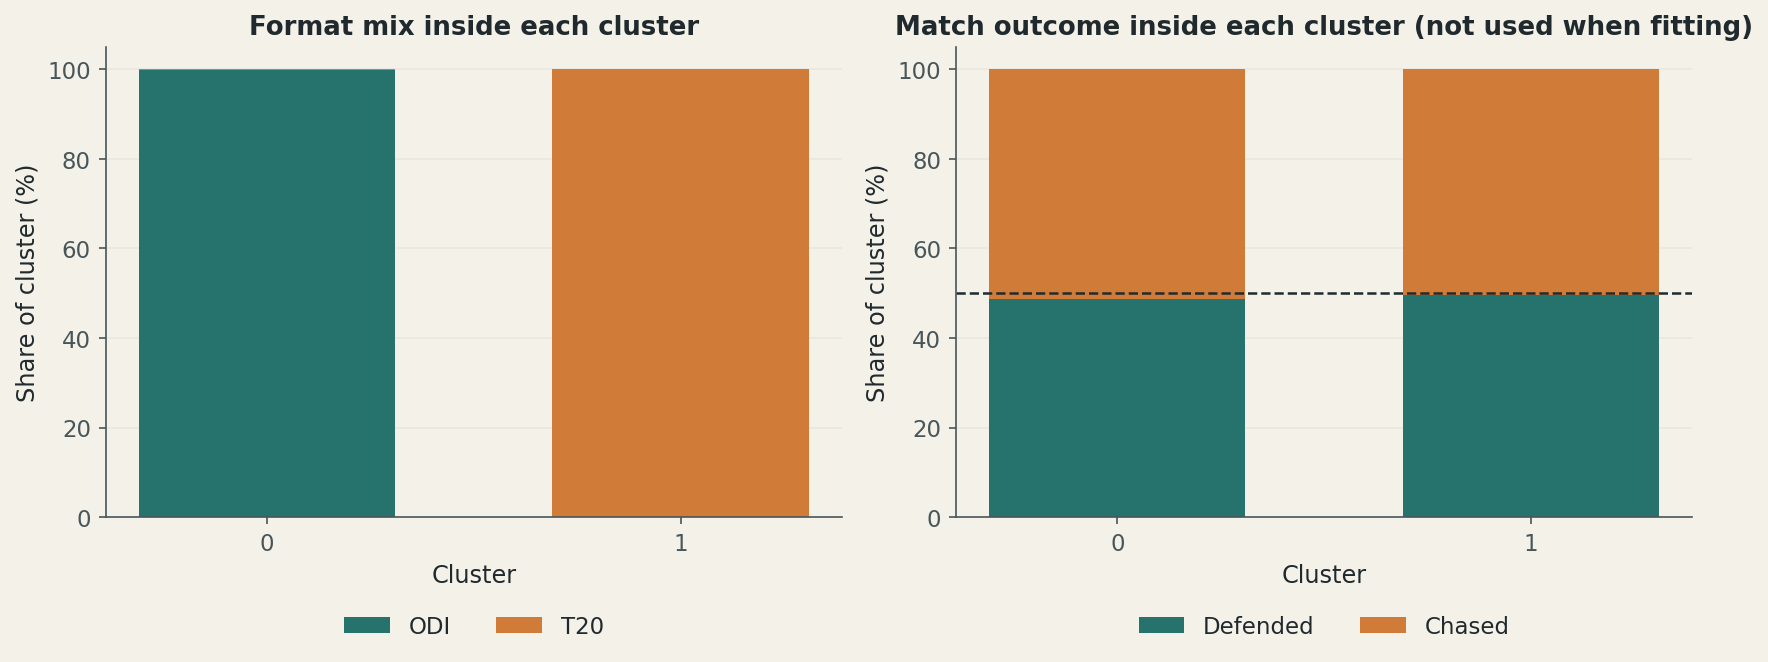 Format mix inside each cluster
Share of cluster (%)
100
80
60
40
20
0
0
1
Cluster
ODI
T20
Match outcome inside each cluster (not used when fitting)
Share of cluster (%)
100
80
60
40
20
0
0
1
Cluster
Defended
Chased